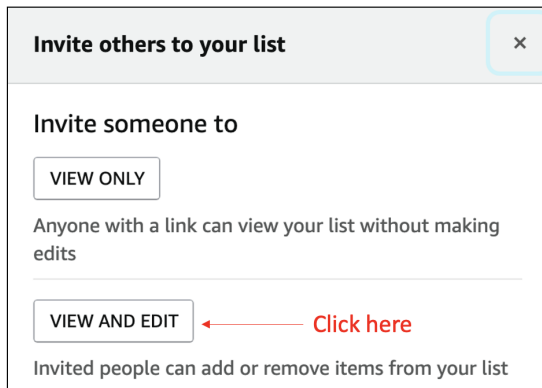 Invite others to your list
×
Invite someone to
VIEW ONLY
Anyone with a link can view your list without making
edits
VIEW AND EDIT
Click here
Invited people can add or remove items from your list